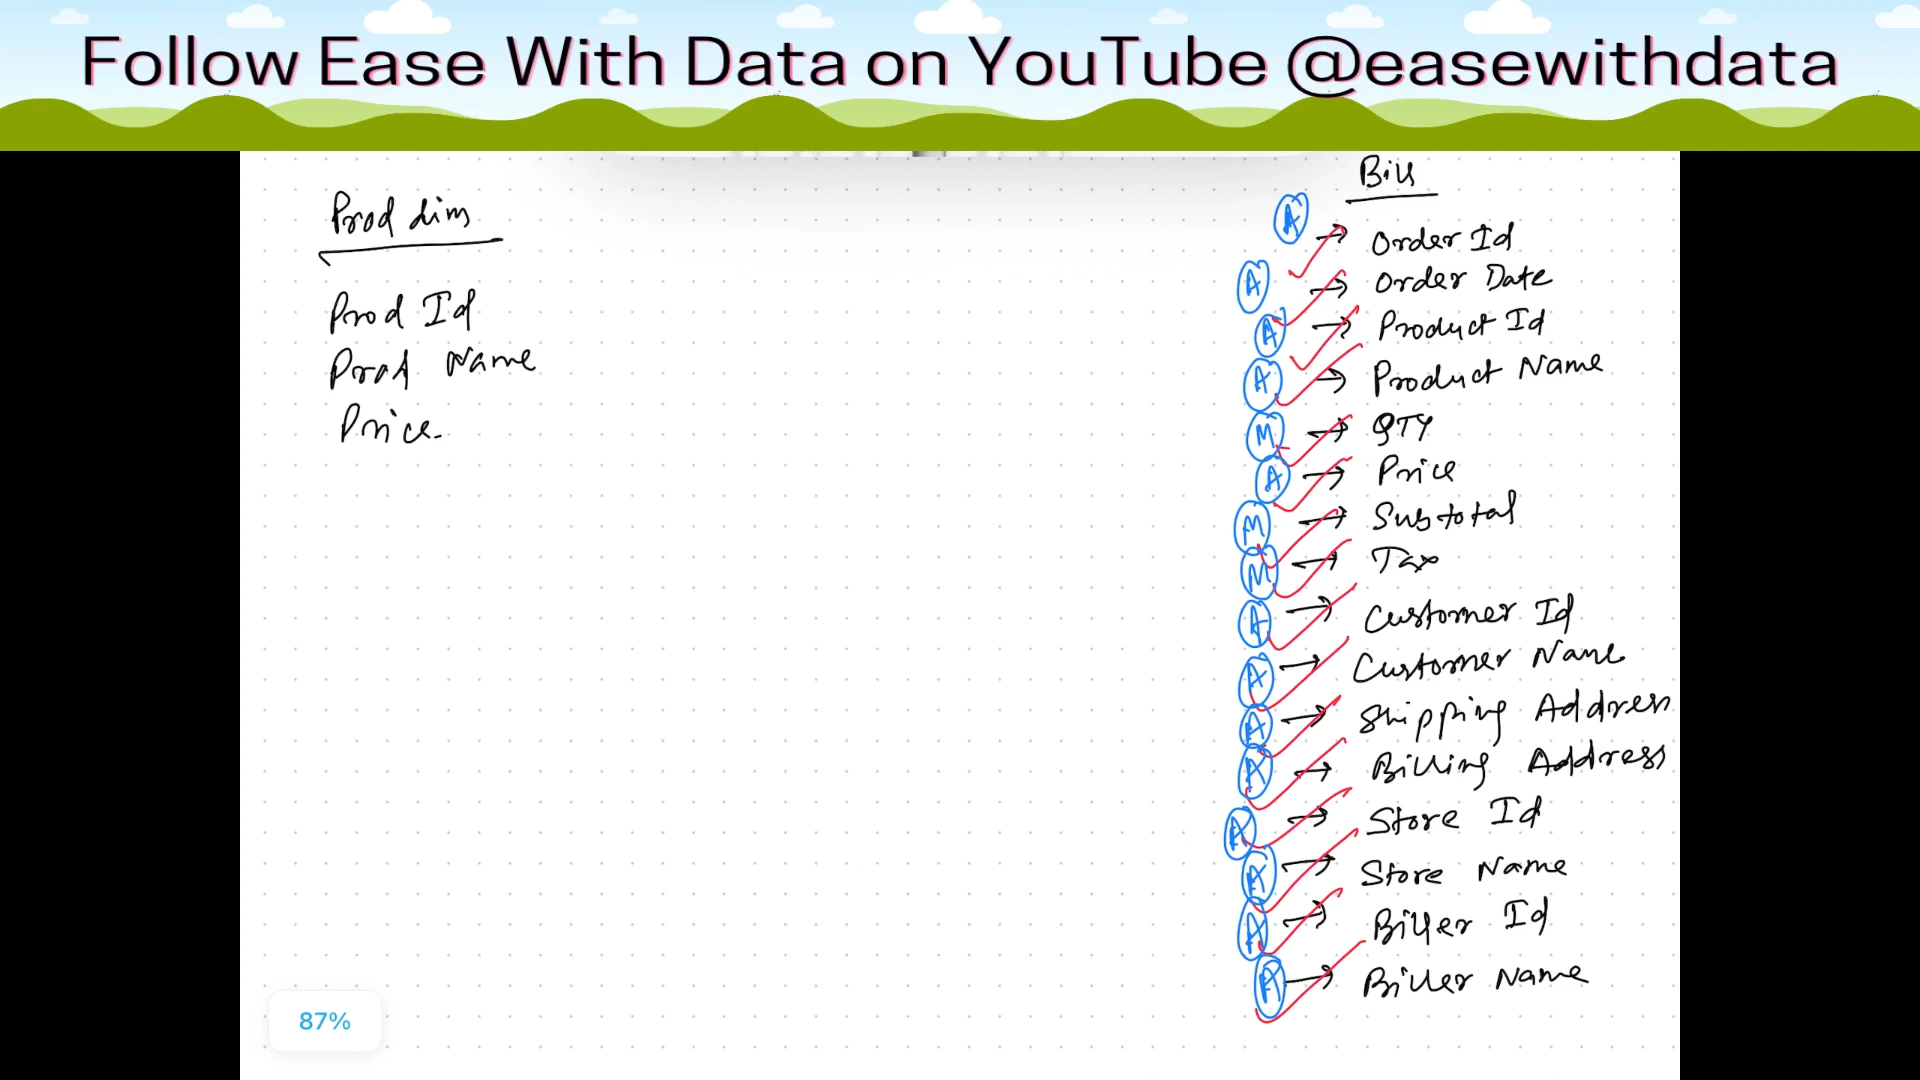 Follow Ease With Data on YouTube @easewithdata
Prod dim
Prod Id
Prod Name
Price.
Bill
A → Order Id
A → Order Date
A → Product Id
A → Product Name
M → QTY
A → Price
M → Subtotal
M → Tax
A → Customer Id
A → Customer Name
A → Shipping Address
A → Billing Address
A → Store Id
A → Store Name
A → Biller Id
A → Biller Name
87%